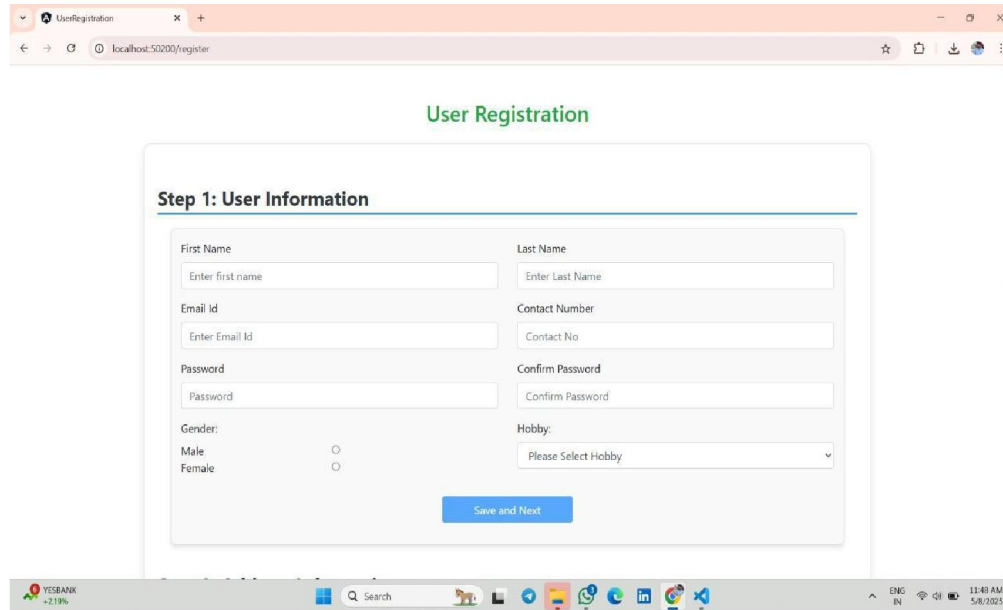 UserRegistration
localhost:50200/register
User Registration
Step 1: User Information
First Name
Last Name
Enter first name
Enter Last Name
Email Id
Contact Number
Enter Email Id
Contact No
Password
Confirm Password
Password
Confirm Password
Gender:
Hobby:
Male
Please Select Hobby
Female
Save and Next
YESBANK
+2.19%
Search
ENG
IN
11:48 AM
5/8/2025